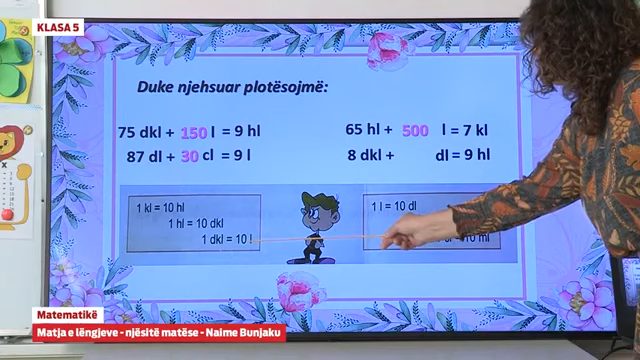 KLASA 5
Duke njehsuar plotësojmë:
75 dkl + 150 l = 9 hl
87 dl + 30 cl = 9 l
65 hl + 500 l = 7 kl
8 dkl + dl = 9 hl
1 kl = 10 hl
1 hl = 10 dkl
1 dkl = 10 l
1 l = 10 dl
= 10 ml
Matematikë
Matja e lëngjeve - njësitë matëse - Naime Bunjaku